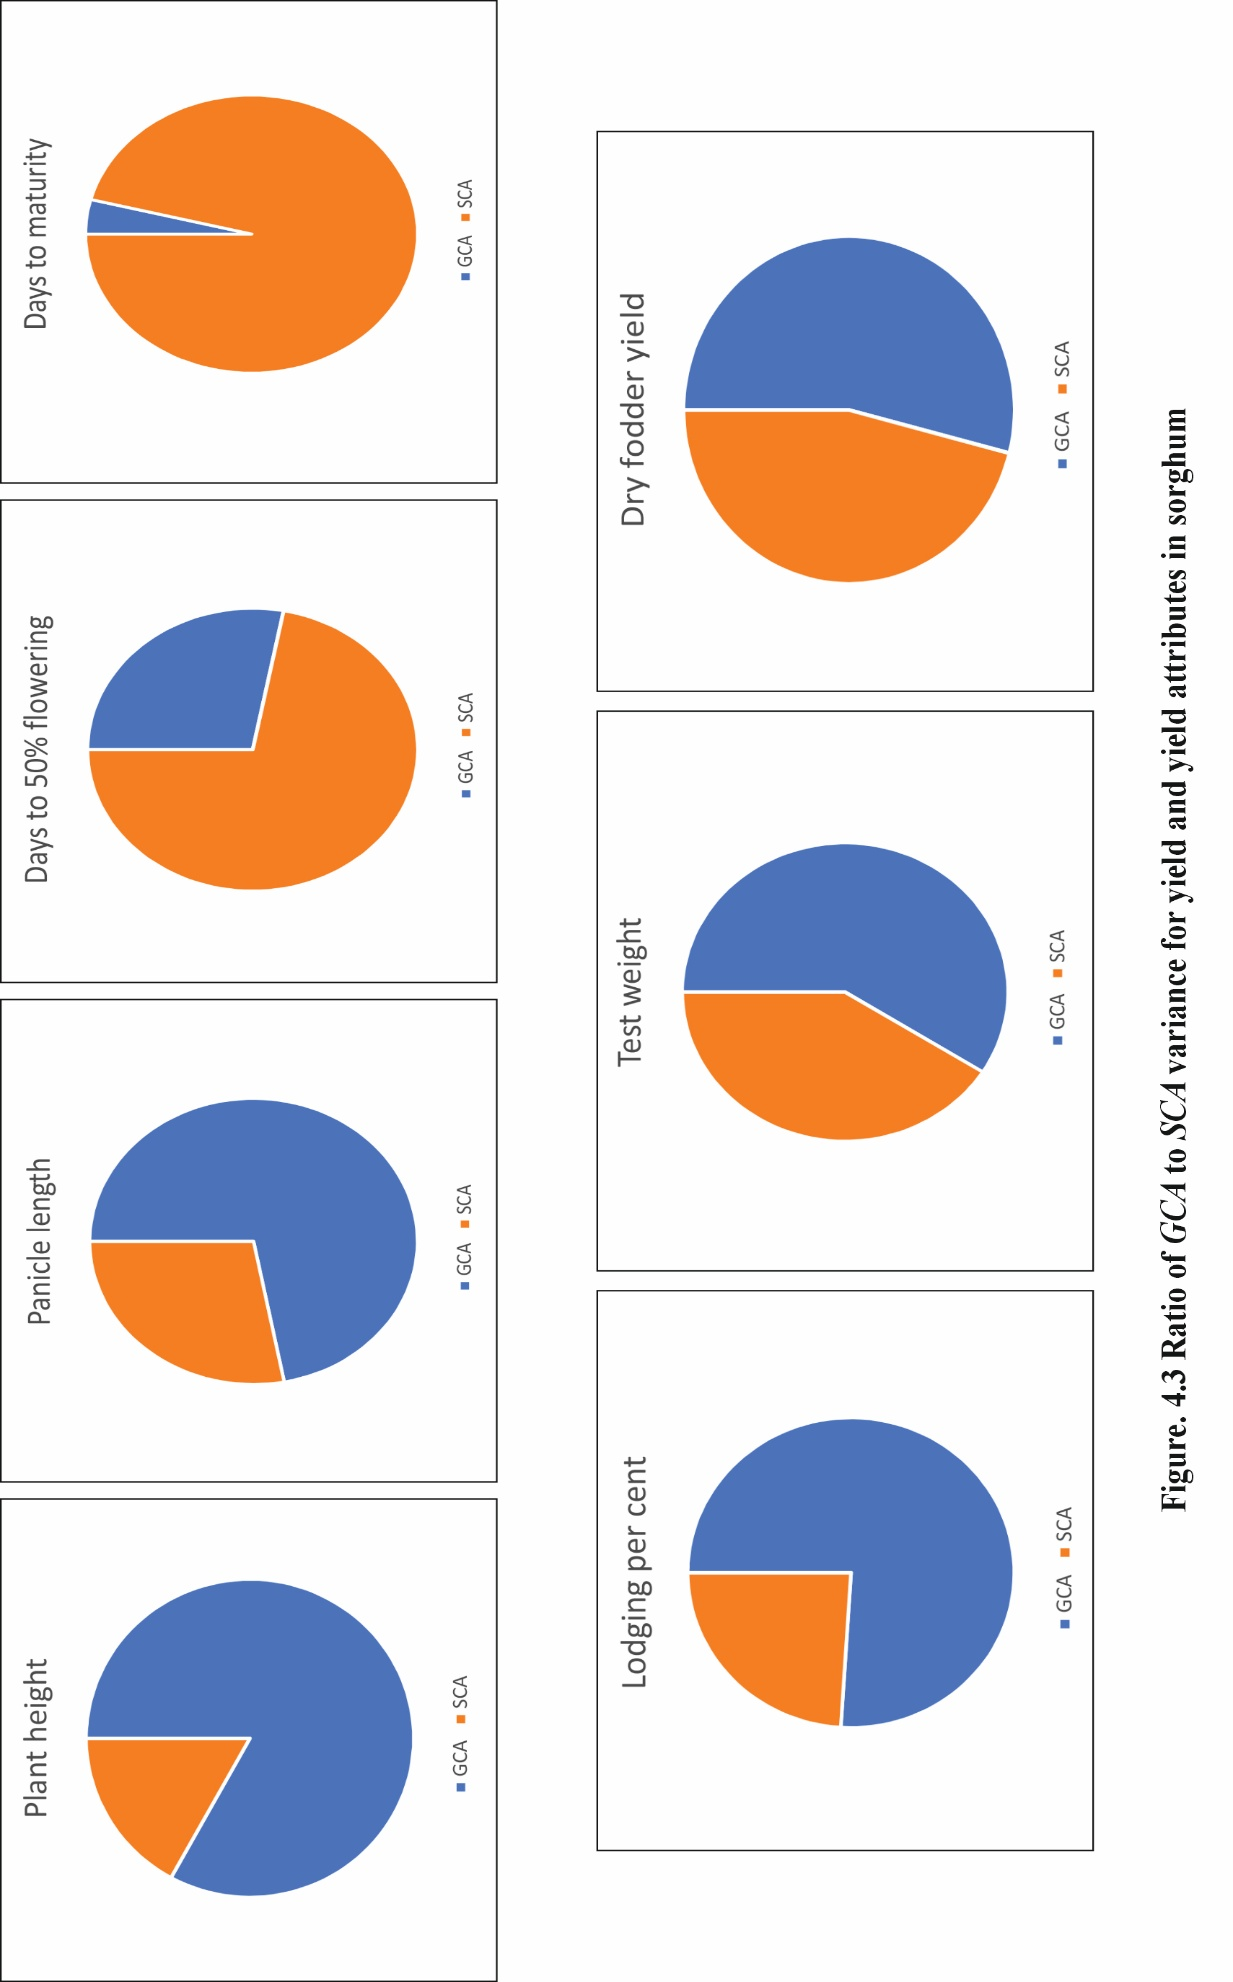 Plant height
GCA SCA
Panicle length
GCA SCA
Days to 50% flowering
GCA SCA
Days to maturity
GCA SCA
Lodging per cent
GCA SCA
Test weight
GCA SCA
Dry fodder yield
GCA SCA
Figure. 4.3 Ratio of GCA to SCA variance for yield and yield attributes in sorghum